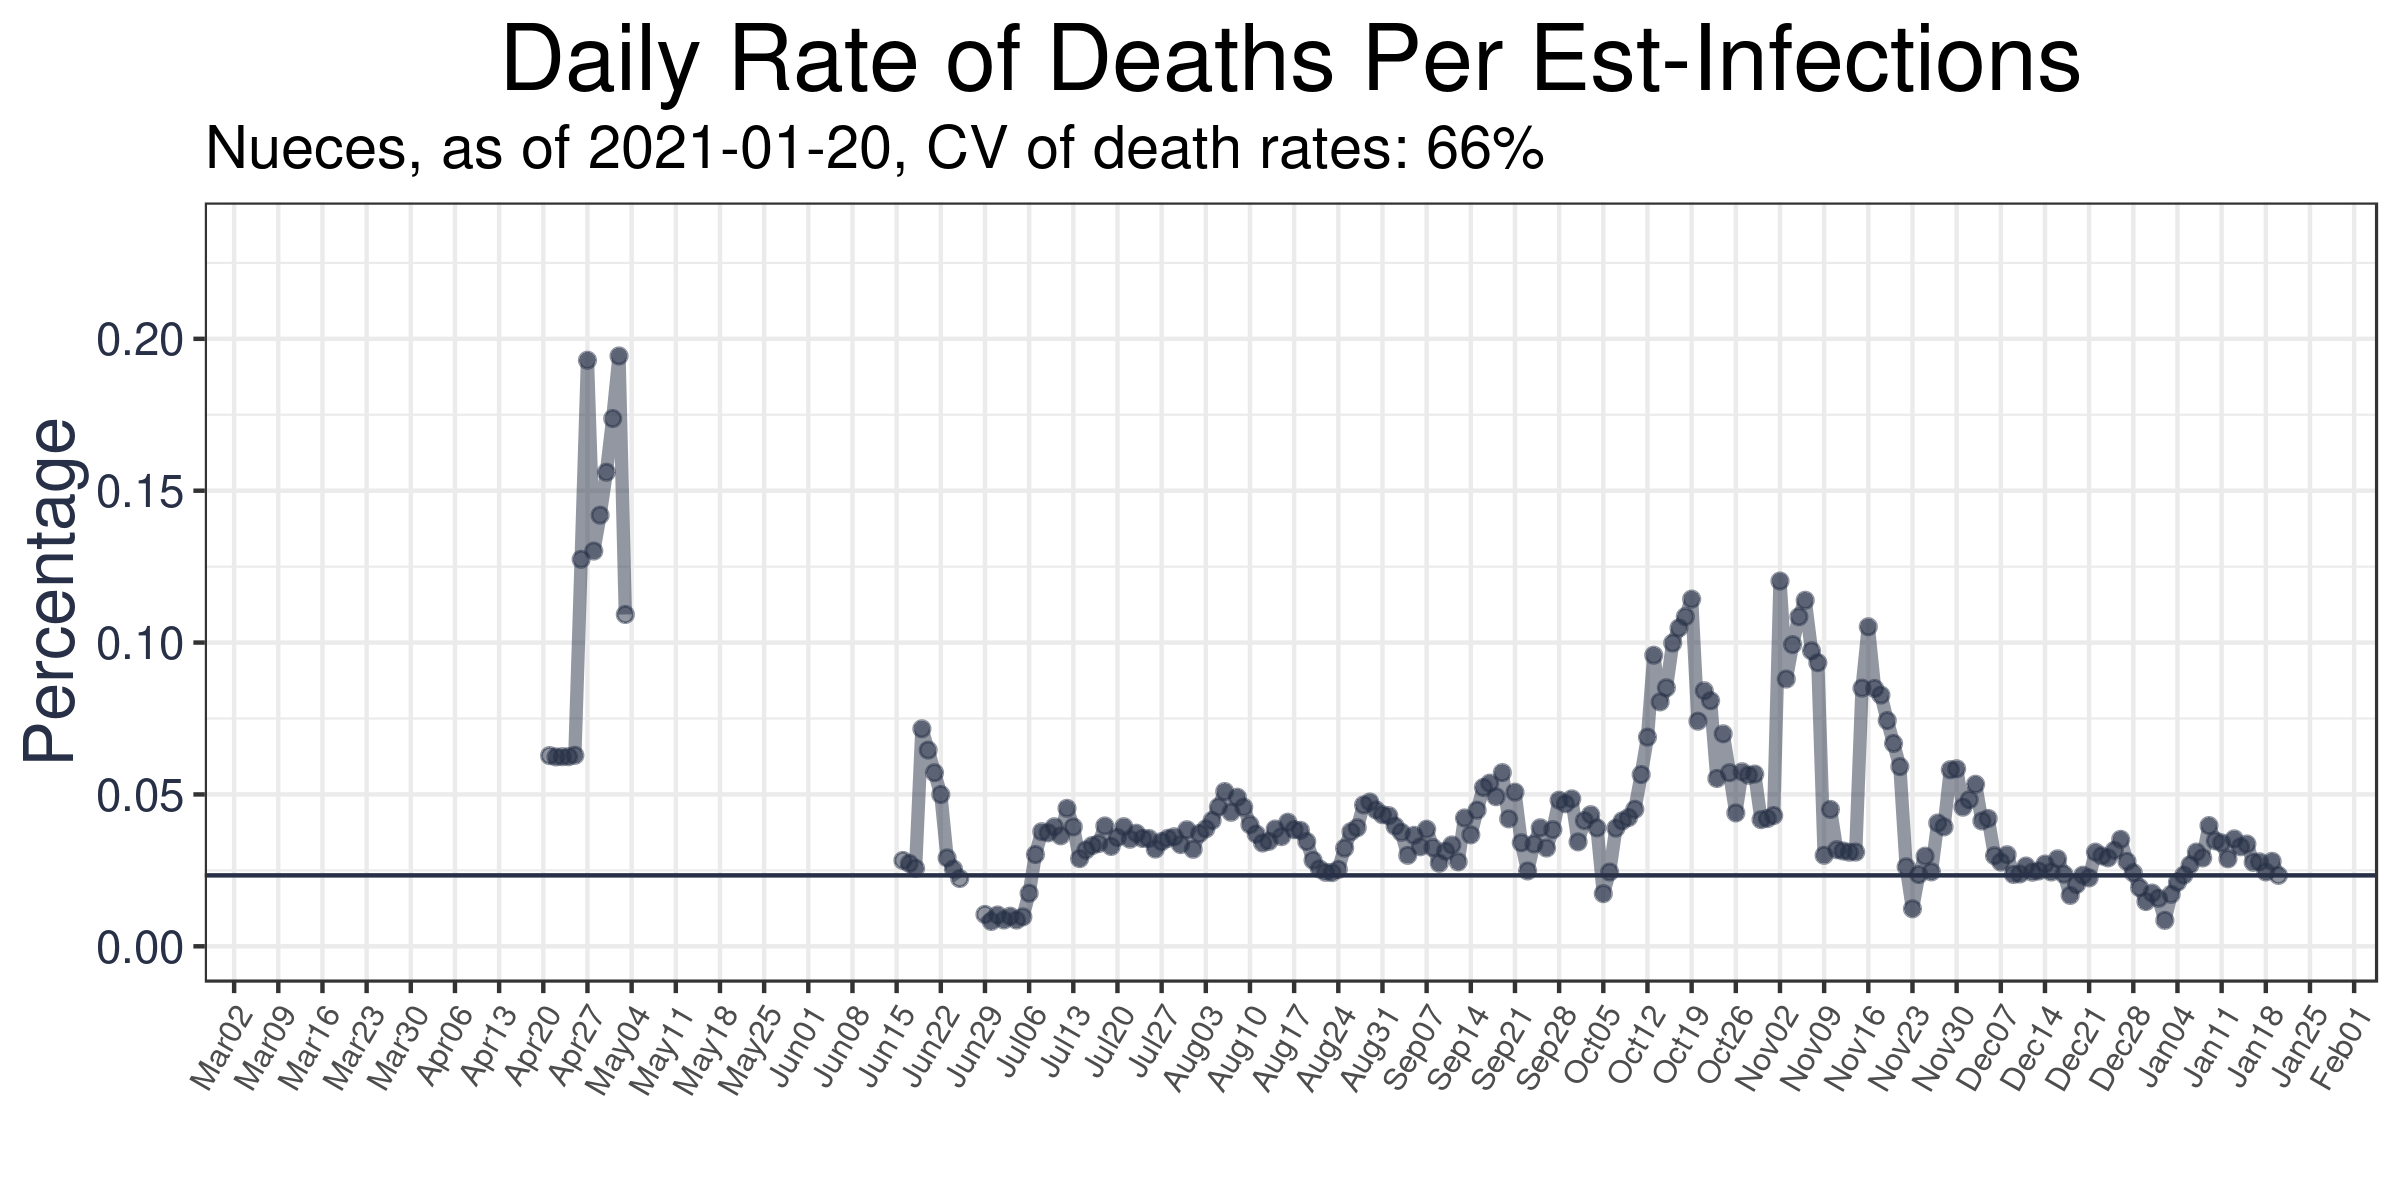 Daily Rate of Deaths Per Est-Infections
Nueces, as of 2021-01-20, CV of death rates: 66%
Percentage
0.20
0.15
0.10
0.05
0.00
Mar02
Mar09
Mar16
Mar23
Mar30
Apr06
Apr13
Apr20
Apr27
May04
May11
May18
May25
Jun01
Jun08
Jun15
Jun22
Jun29
Jul06
Jul13
Jul20
Jul27
Aug03
Aug10
Aug17
Aug24
Aug31
Sep07
Sep14
Sep21
Sep28
Oct05
Oct12
Oct19
Oct26
Nov02
Nov09
Nov16
Nov23
Nov30
Dec07
Dec14
Dec21
Dec28
Jan04
Jan11
Jan18
Jan25
Feb01